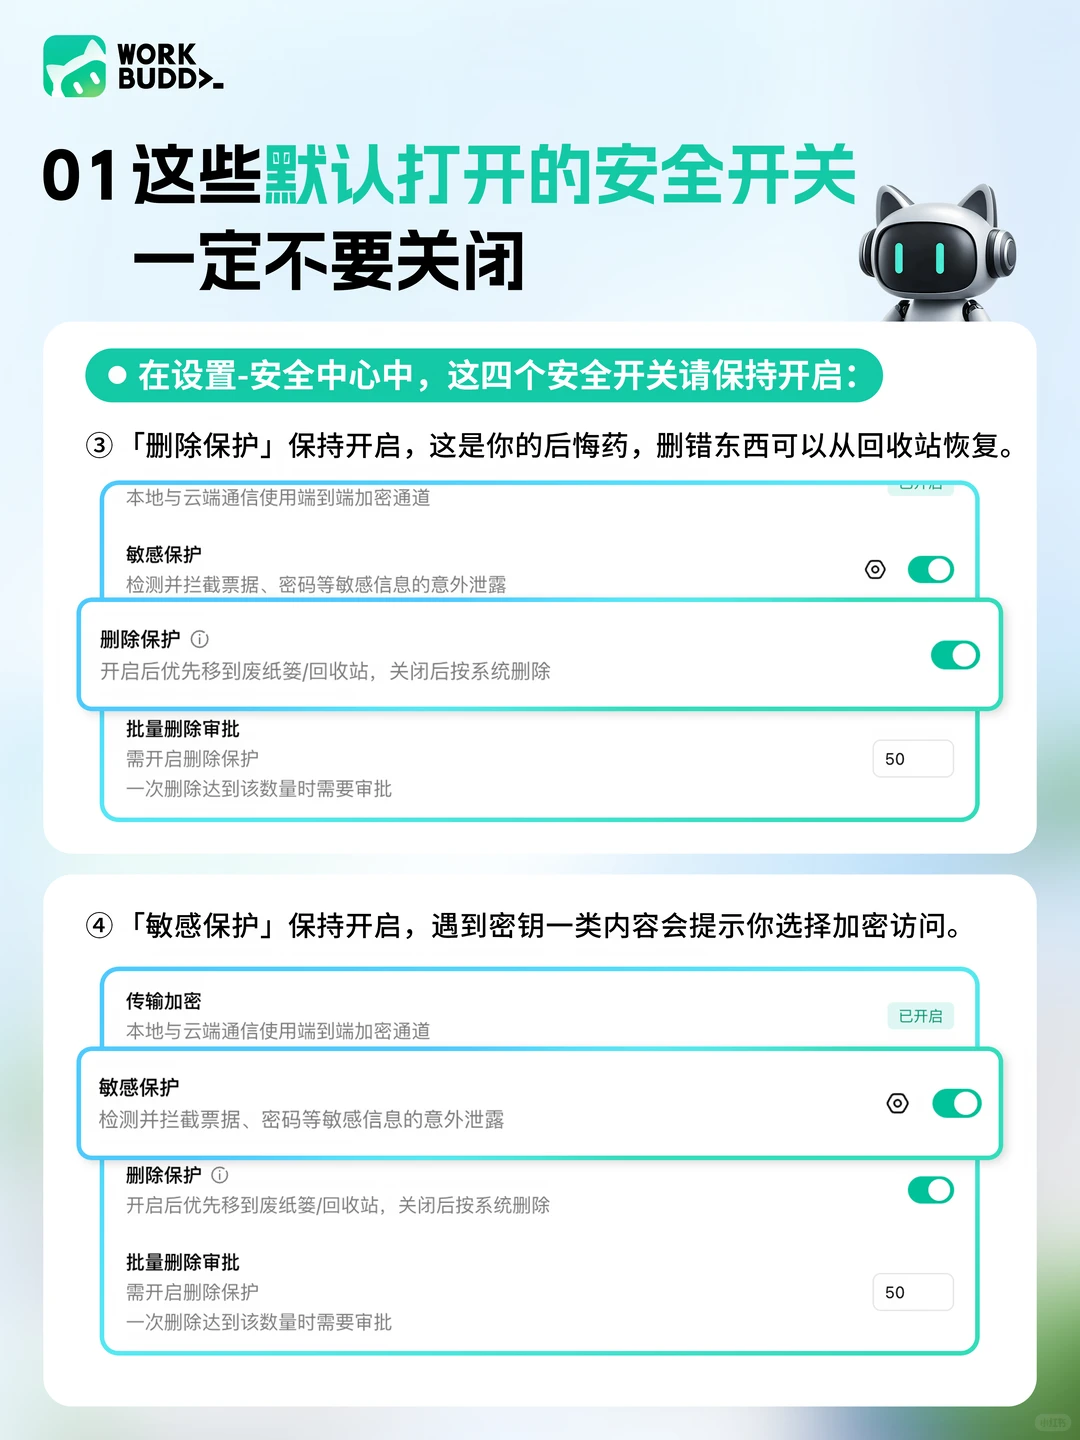 WORK
BUDD>_
01 这些默认打开的安全开关
一定不要关闭
在设置-安全中心中，这四个安全开关请保持开启：
③「删除保护」保持开启，这是你的后悔药，删错东西可以从回收站恢复。
本地与云端通信使用端到端加密通道
已开启
敏感保护
检测并拦截票据、密码等敏感信息的意外泄露
删除保护
开启后优先移到废纸篓/回收站，关闭后按系统删除
批量删除审批
需开启删除保护
50
一次删除达到该数量时需要审批
④「敏感保护」保持开启，遇到密钥一类内容会提示你选择加密访问。
传输加密
已开启
本地与云端通信使用端到端加密通道
敏感保护
检测并拦截票据、密码等敏感信息的意外泄露
删除保护
开启后优先移到废纸篓/回收站，关闭后按系统删除
批量删除审批
需开启删除保护
50
一次删除达到该数量时需要审批
小红书